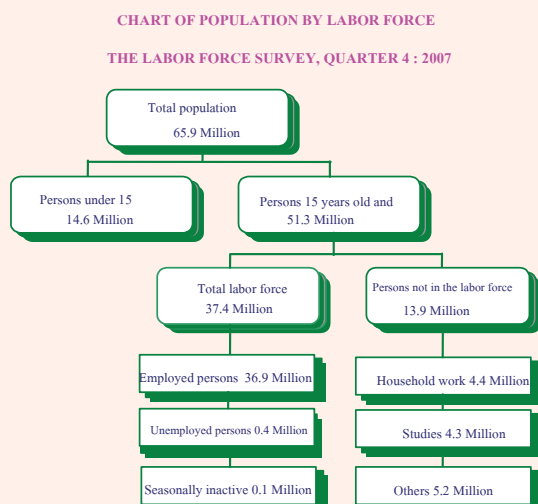 CHART OF POPULATION BY LABOR FORCE
THE LABOR FORCE SURVEY, QUARTER 4 : 2007
Total population
65.9 Million
Persons under 15
14.6 Million
Persons 15 years old and
51.3 Million
Total labor force
37.4 Million
Persons not in the labor force
13.9 Million
Employed persons 36.9 Million
Household work 4.4 Million
Unemployed persons 0.4 Million
Studies 4.3 Million
Seasonally inactive 0.1 Million
Others 5.2 Million